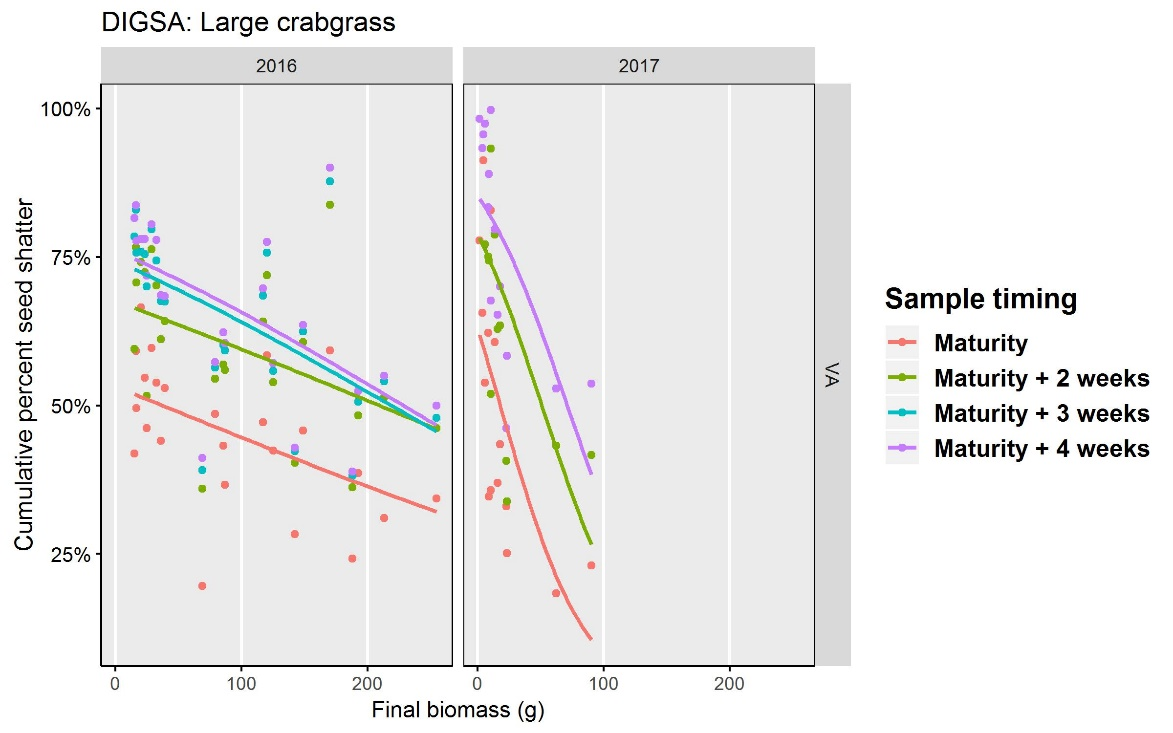 DIGSA: Large crabgrass
2016
2017
100%
75%
50%
25%
Cumulative percent seed shatter
VA
0
100
200
0
100
200
Final biomass (g)
Sample timing
Maturity
Maturity + 2 weeks
Maturity + 3 weeks
Maturity + 4 weeks